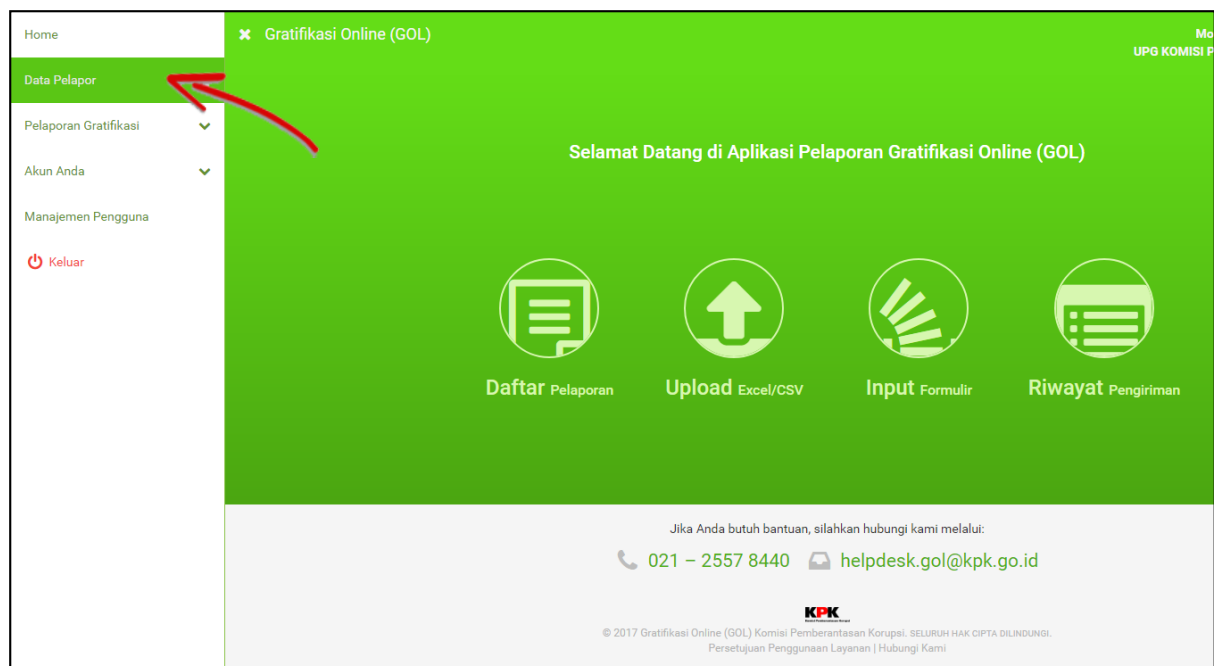 Home
Data Pelapor
Pelaporan Gratifikasi
Akun Anda
Manajemen Pengguna
Keluar
Gratifikasi Online (GOL)
Mo
UPG KOMISI P
Selamat Datang di Aplikasi Pelaporan Gratifikasi Online (GOL)
Daftar Pelaporan
Upload Excel/CSV
Input Formulir
Riwayat Pengiriman
Jika Anda butuh bantuan, silahkan hubungi kami melalui:
021 – 2557 8440 helpdesk.gol@kpk.go.id
KPK
© 2017 Gratifikasi Online (GOL) Komisi Pemberantasan Korupsi. SELURUH HAK CIPTA DILINDUNGI.
Persetujuan Penggunaan Layanan | Hubungi Kami